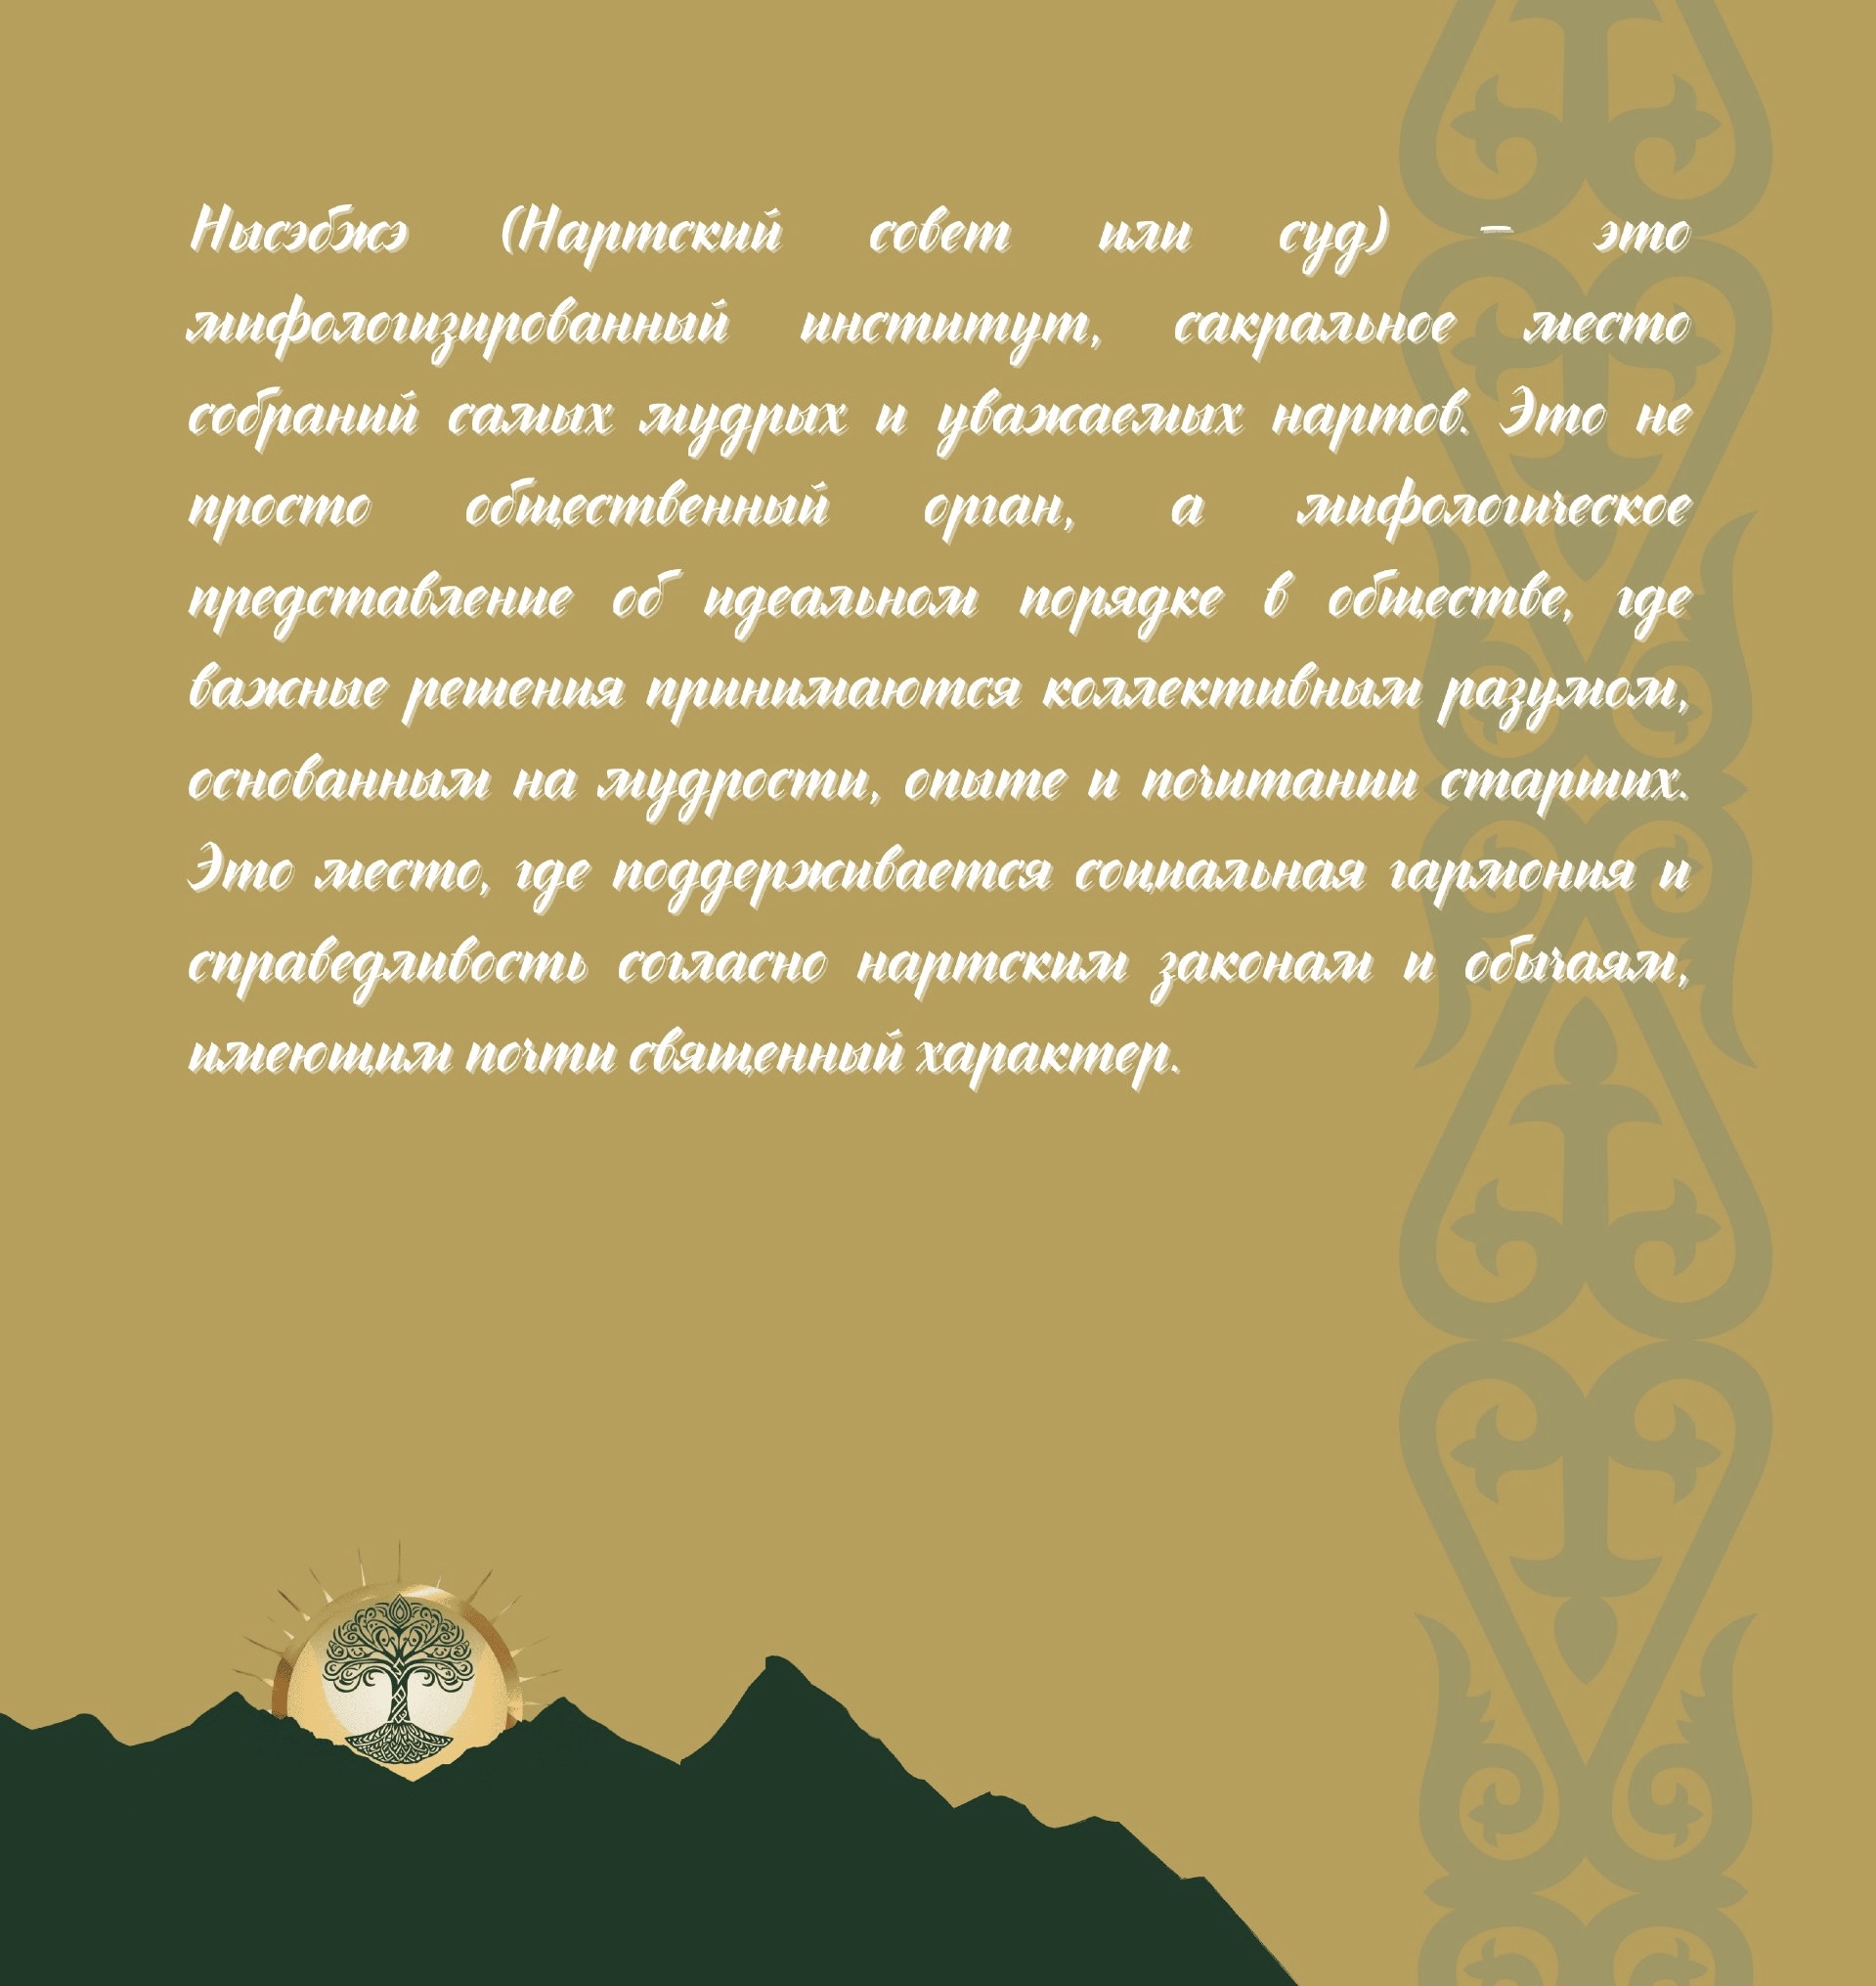 Нысэбжэ (Нартский совет или суд) – это
мифологизированный институт, сакральное место
собраний самых мудрых и уважаемых нартов. Это не
просто общественный орган, а мифологическое
представление об идеальном порядке в обществе, где
важные решения принимаются коллективным разумом,
основанным на мудрости, опыте и почитании старших.
Это место, где поддерживается социальная гармония и
справедливость согласно нартским законам и обычаям,
имеющим почти священный характер.